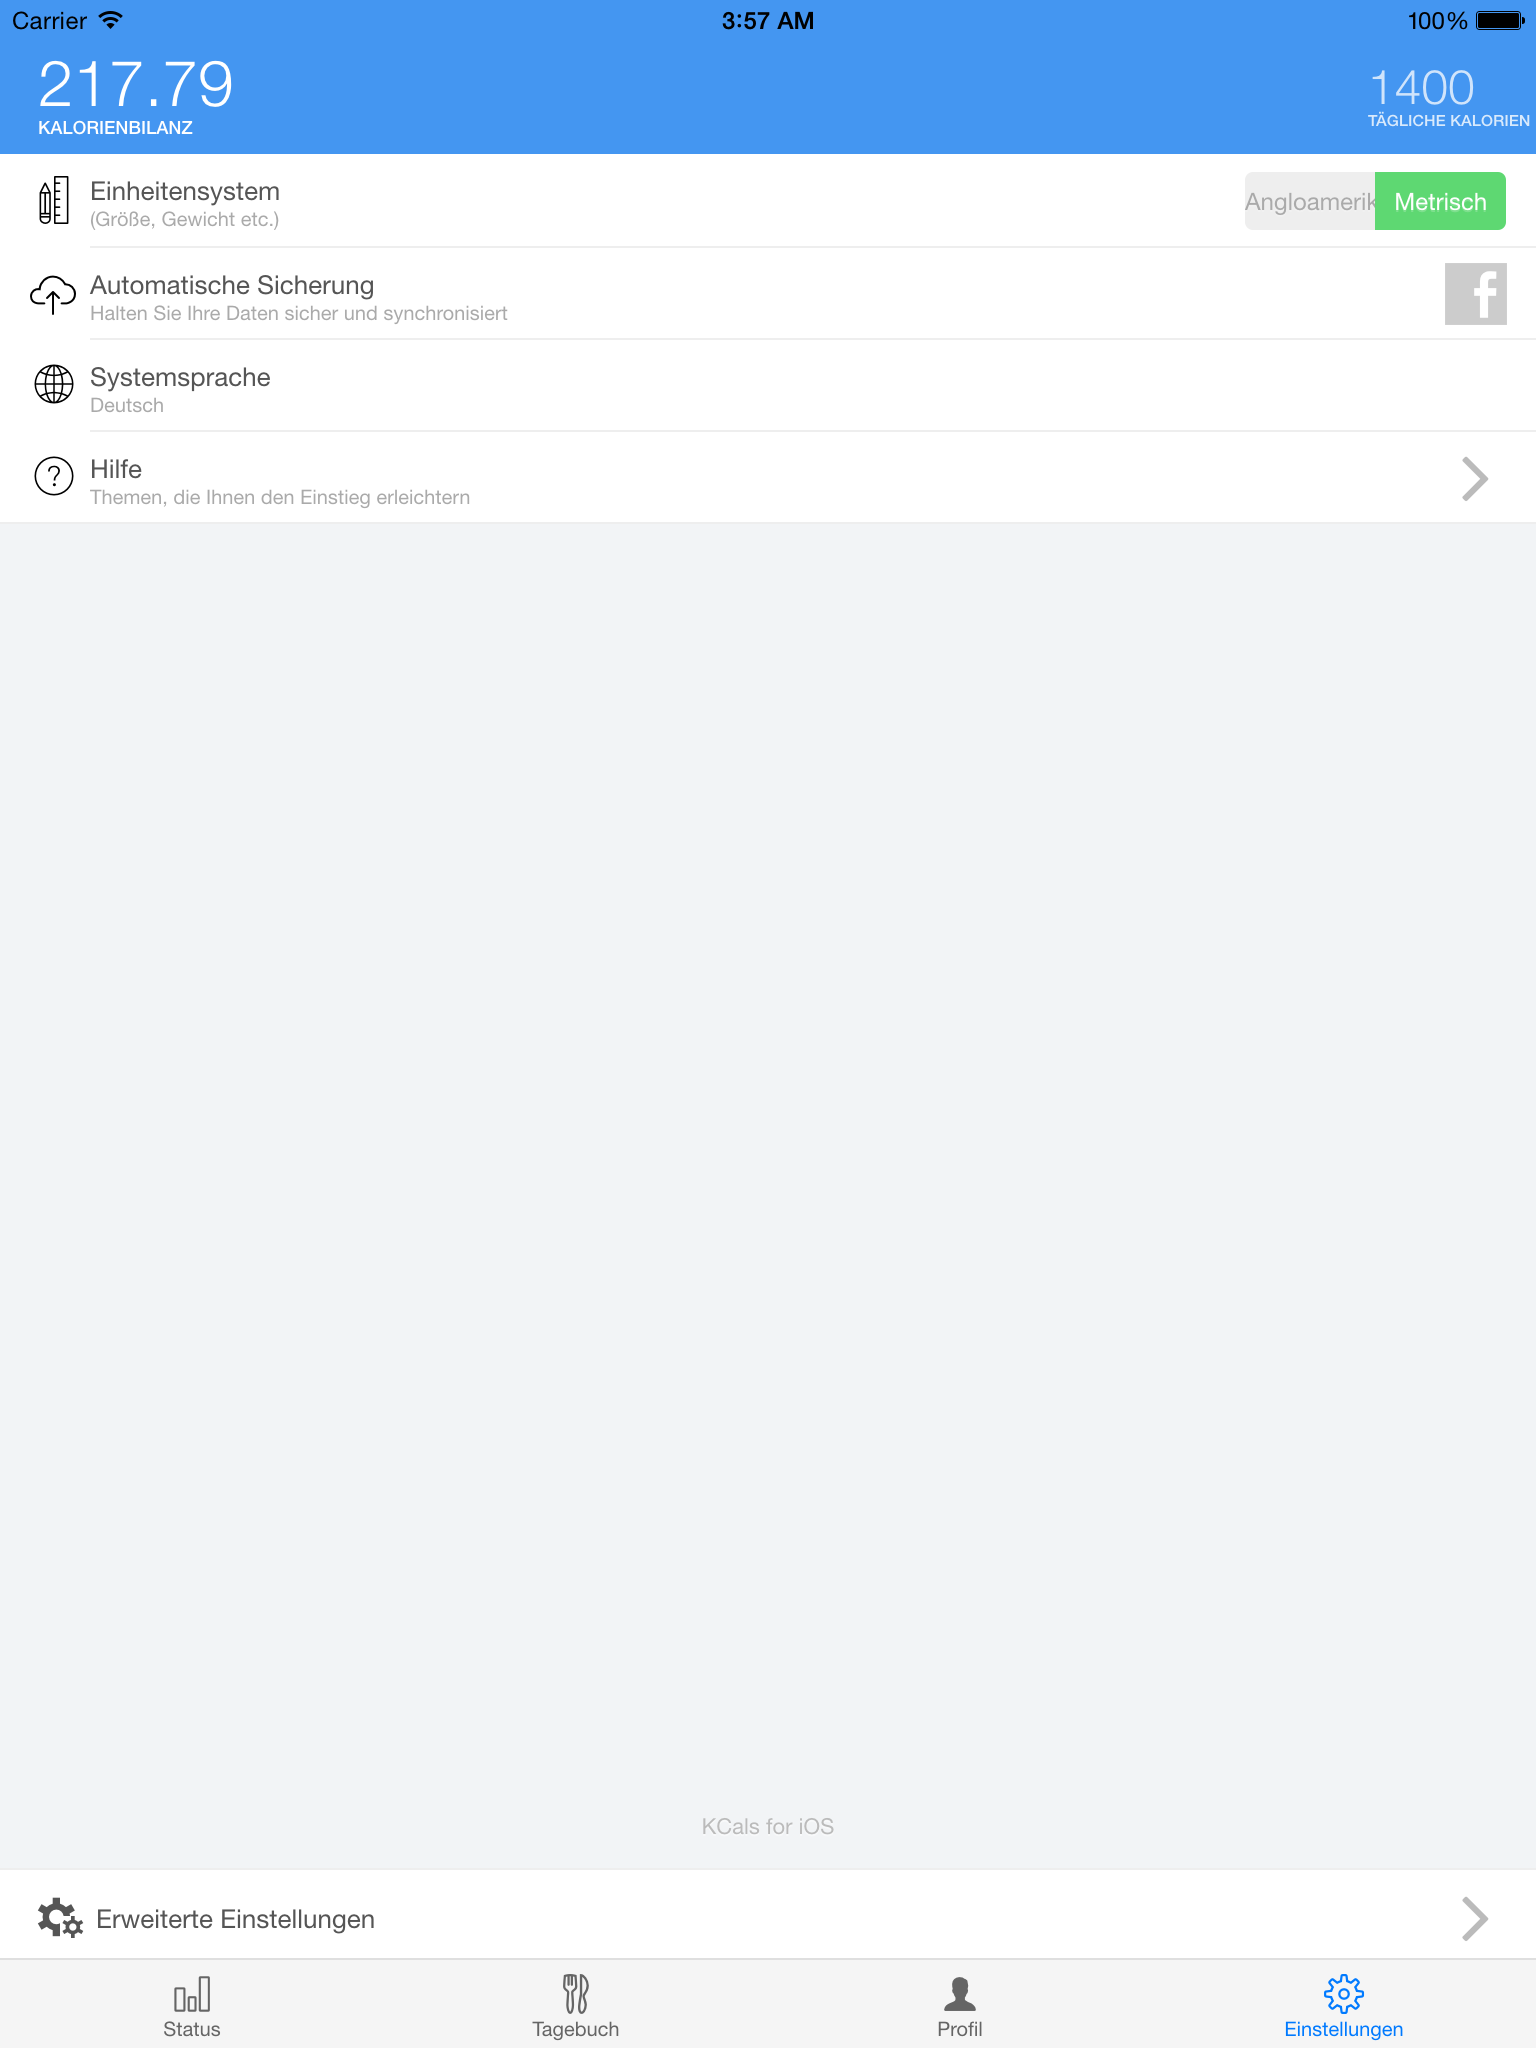 Carrier 3:57 AM 100%
217.79
KALORIENBILANZ
1400
TÄGLICHE KALORIEN
Einheitensystem
(Größe, Gewicht etc.)
Angloamerik Metrisch
Automatische Sicherung
Halten Sie Ihre Daten sicher und synchronisiert
f
Systemsprache
Deutsch
?
Hilfe
Themen, die Ihnen den Einstieg erleichtern
KCals for iOS
Erweiterte Einstellungen
Status Tagebuch Profil Einstellungen